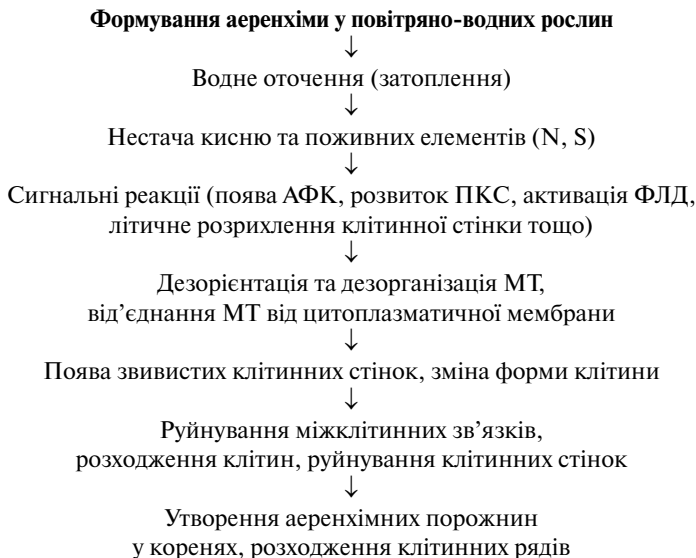 Формування аеренхіми у повітряно-водних рослин
↓
Водне оточення (затоплення)
↓
Нестача кисню та поживних елементів (N, S)
↓
Сигнальні реакції (поява АФК, розвиток ПКС, активація ФЛД,
літичне розрихлення клітинної стінки тощо)
↓
Дезорієнтація та дезорганізація МТ,
від’єднання МТ від цитоплазматичної мембрани
↓
Поява звивистих клітинних стінок, зміна форми клітини
↓
Руйнування міжклітинних зв’язків,
розходження клітин, руйнування клітинних стінок
↓
Утворення аеренхімних порожнин
у коренях, розходження клітинних рядів